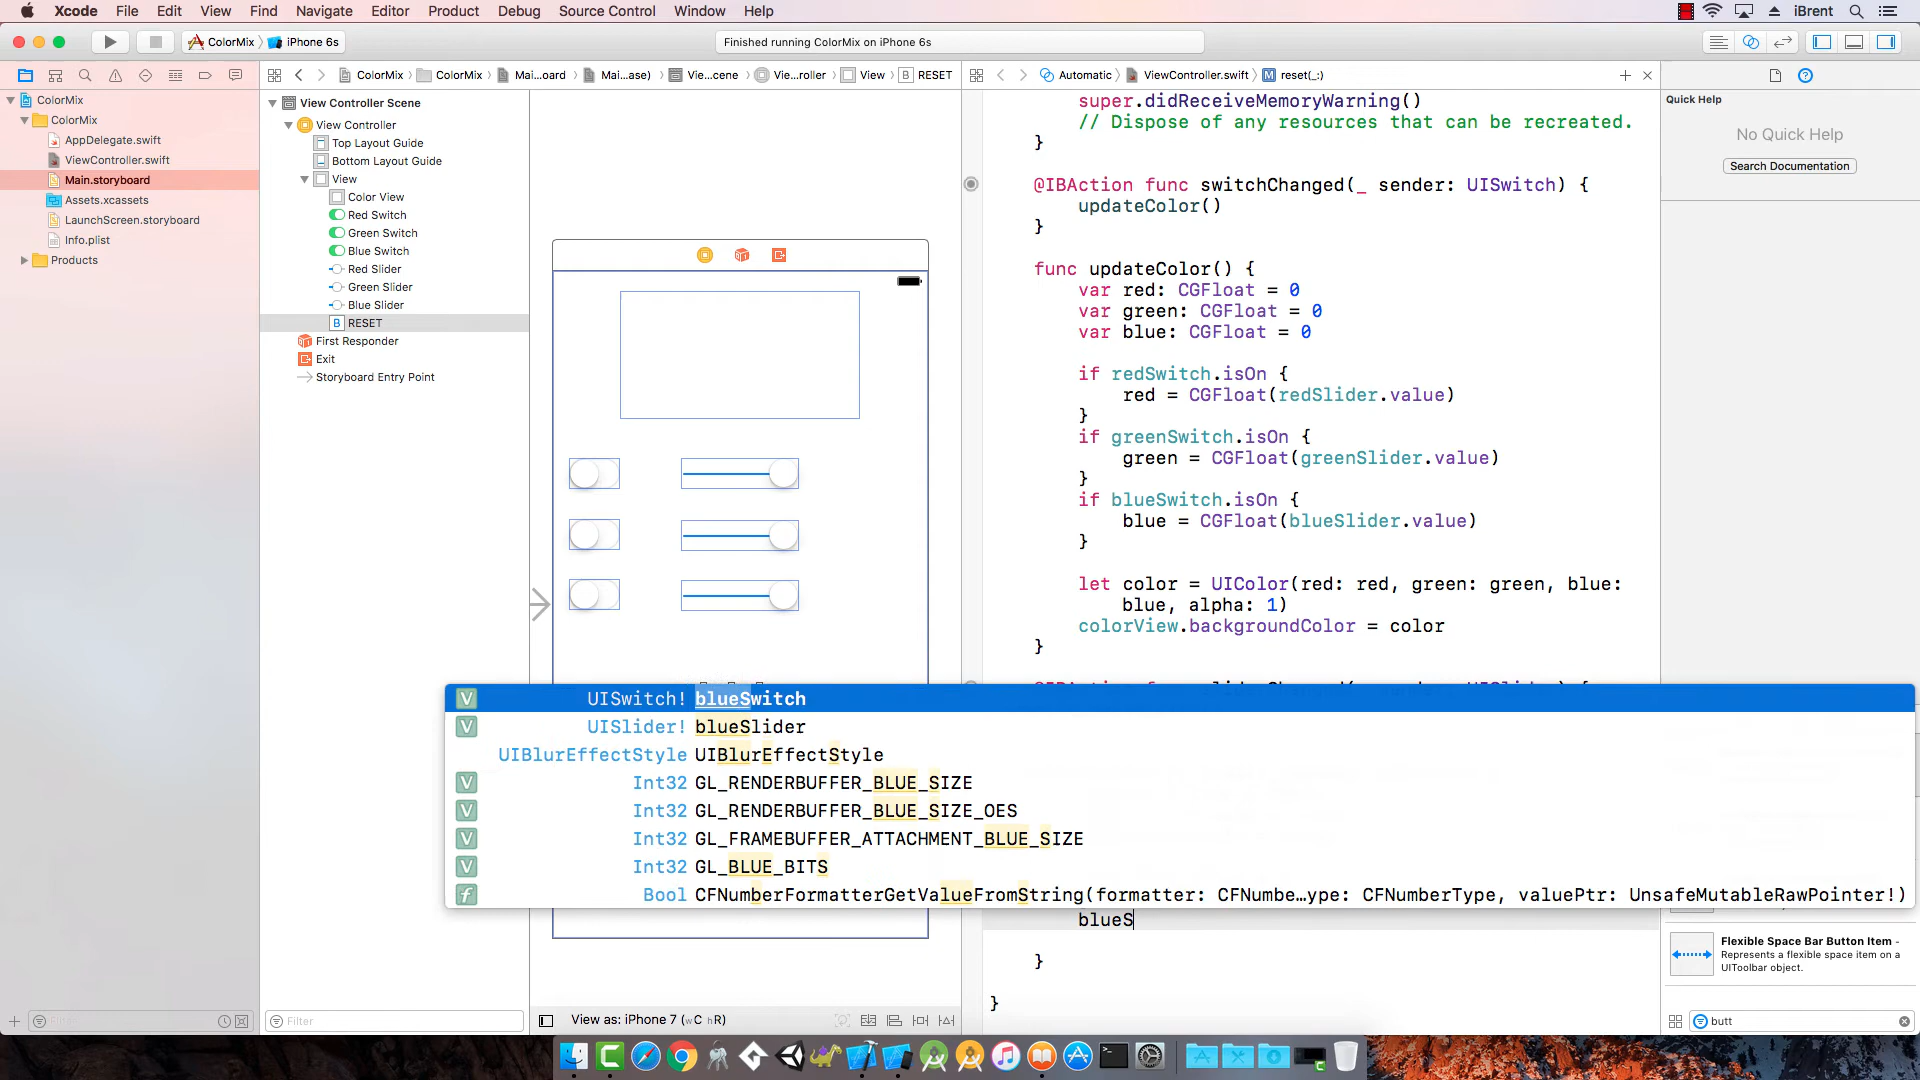 Xcode File Edit View Find Navigate Editor Product Debug Source Control Window Help iBrent
ColorMix iPhone 6s Finished running ColorMix on iPhone 6s
ColorMix ColorMix Mai...oard Mai...ase) Vie...cene Vie...roller View B RESET Automatic ViewController.swift M reset(_:)
ColorMix
ColorMix
AppDelegate.swift
ViewController.swift
Main.storyboard
Assets.xcassets
LaunchScreen.storyboard
Info.plist
Products
View Controller Scene
View Controller
Top Layout Guide
Bottom Layout Guide
View
Color View
Red Switch
Green Switch
Blue Switch
Red Slider
Green Slider
Blue Slider
B RESET
First Responder
Exit
Storyboard Entry Point
super.didReceiveMemoryWarning()
// Dispose of any resources that can be recreated.
}
@IBAction func switchChanged(_ sender: UISwitch) {
updateColor()
}
func updateColor() {
var red: CGFloat = 0
var green: CGFloat = 0
var blue: CGFloat = 0
if redSwitch.isOn {
red = CGFloat(redSlider.value)
}
if greenSwitch.isOn {
green = CGFloat(greenSlider.value)
}
if blueSwitch.isOn {
blue = CGFloat(blueSlider.value)
}
let color = UIColor(red: red, green: green, blue:
blue, alpha: 1)
colorView.backgroundColor = color
}
V UISwitch! blueSwitch
V UISlider! blueSlider
UIBlurEffectStyle UIBlurEffectStyle
V Int32 GL_RENDERBUFFER_BLUE_SIZE
V Int32 GL_RENDERBUFFER_BLUE_SIZE_OES
V Int32 GL_FRAMEBUFFER_ATTACHMENT_BLUE_SIZE
V Int32 GL_BLUE_BITS
f Bool CFNumberFormatterGetValueFromString(formatter: CFNumbe...ype: CFNumberType, valuePtr: UnsafeMutableRawPointer!)
blueS
}
}
Quick Help
No Quick Help
Search Documentation
Flexible Space Bar Button Item -
Represents a flexible space item on a
UIToolbar object.
Filter
Filter
View as: iPhone 7 (wC hR)
butt